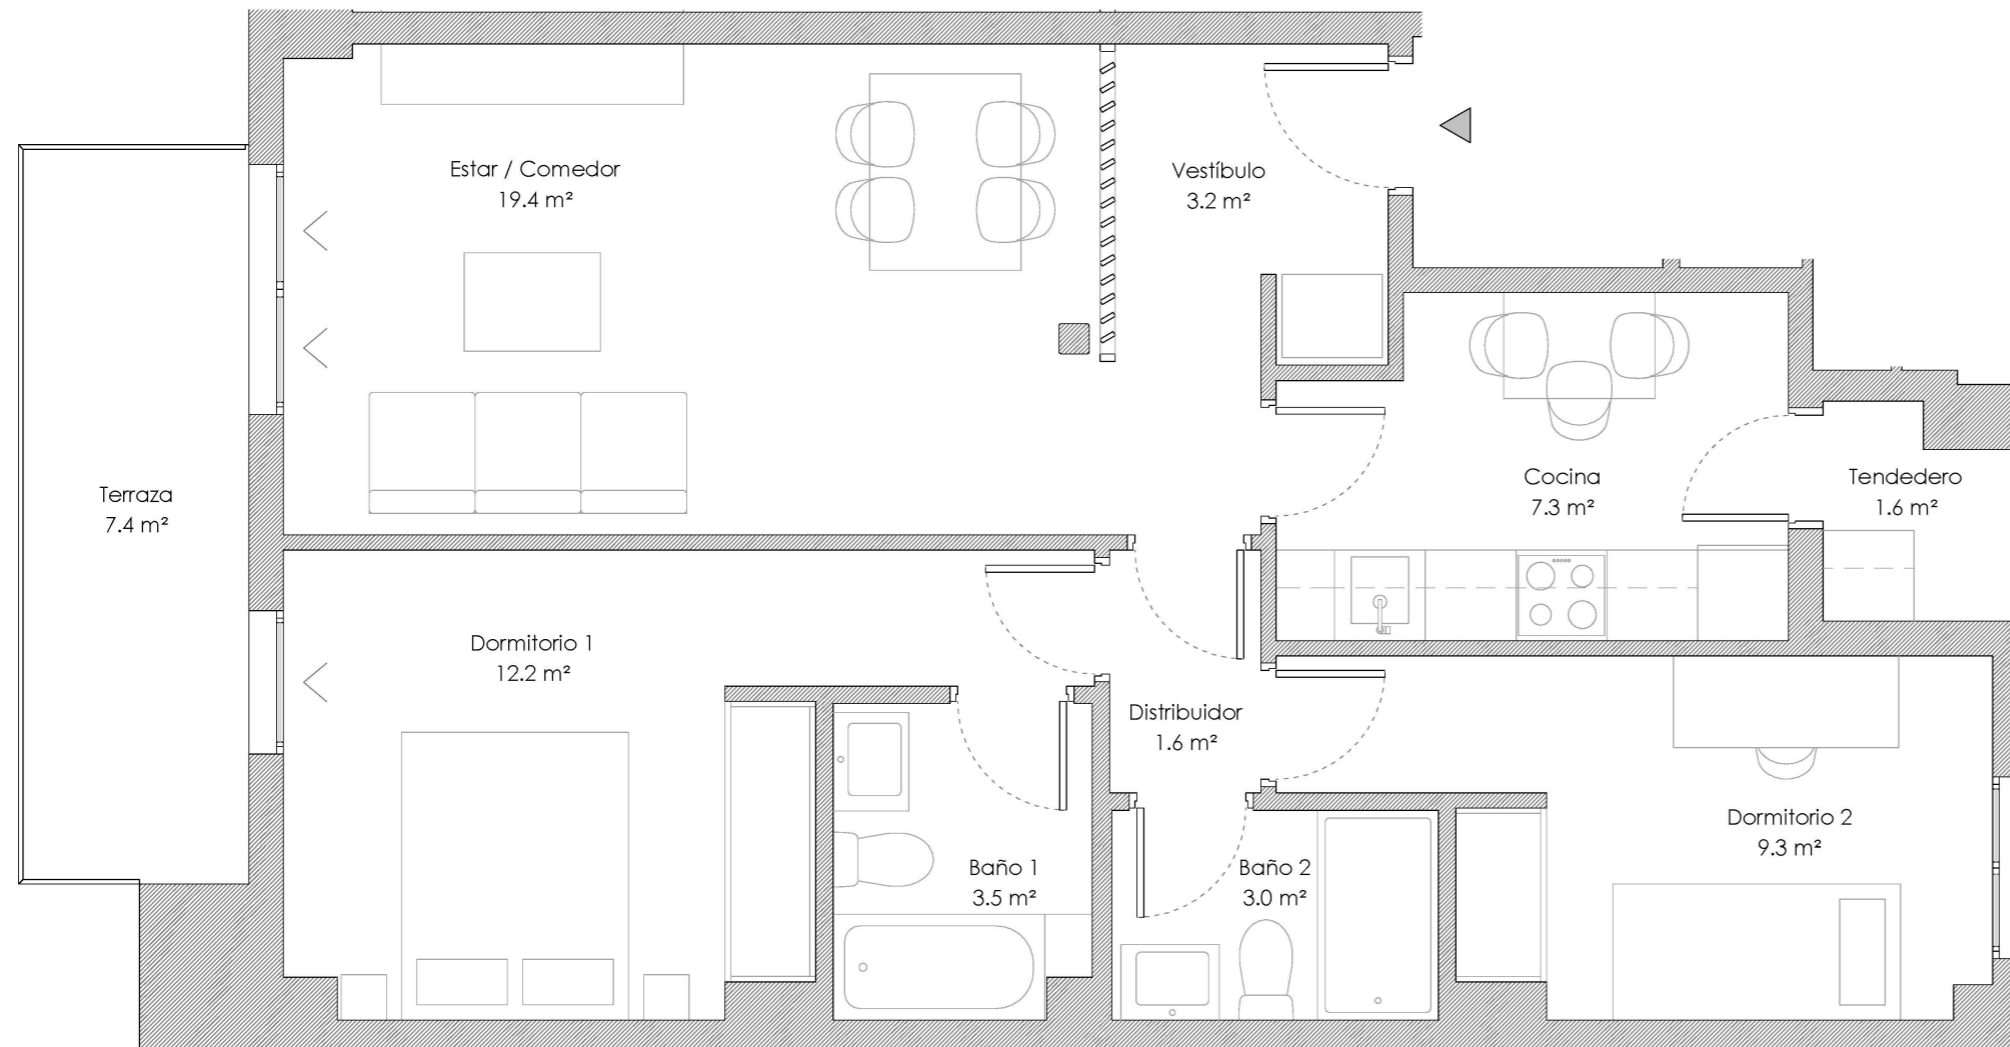 Estar / Comedor
19.4 m²
Vestíbulo
3.2 m²
Terraza
7.4 m²
Cocina
7.3 m²
Tendedero
1.6 m²
Dormitorio 1
12.2 m²
Distribuidor
1.6 m²
Baño 1
3.5 m²
Baño 2
3.0 m²
Dormitorio 2
9.3 m²